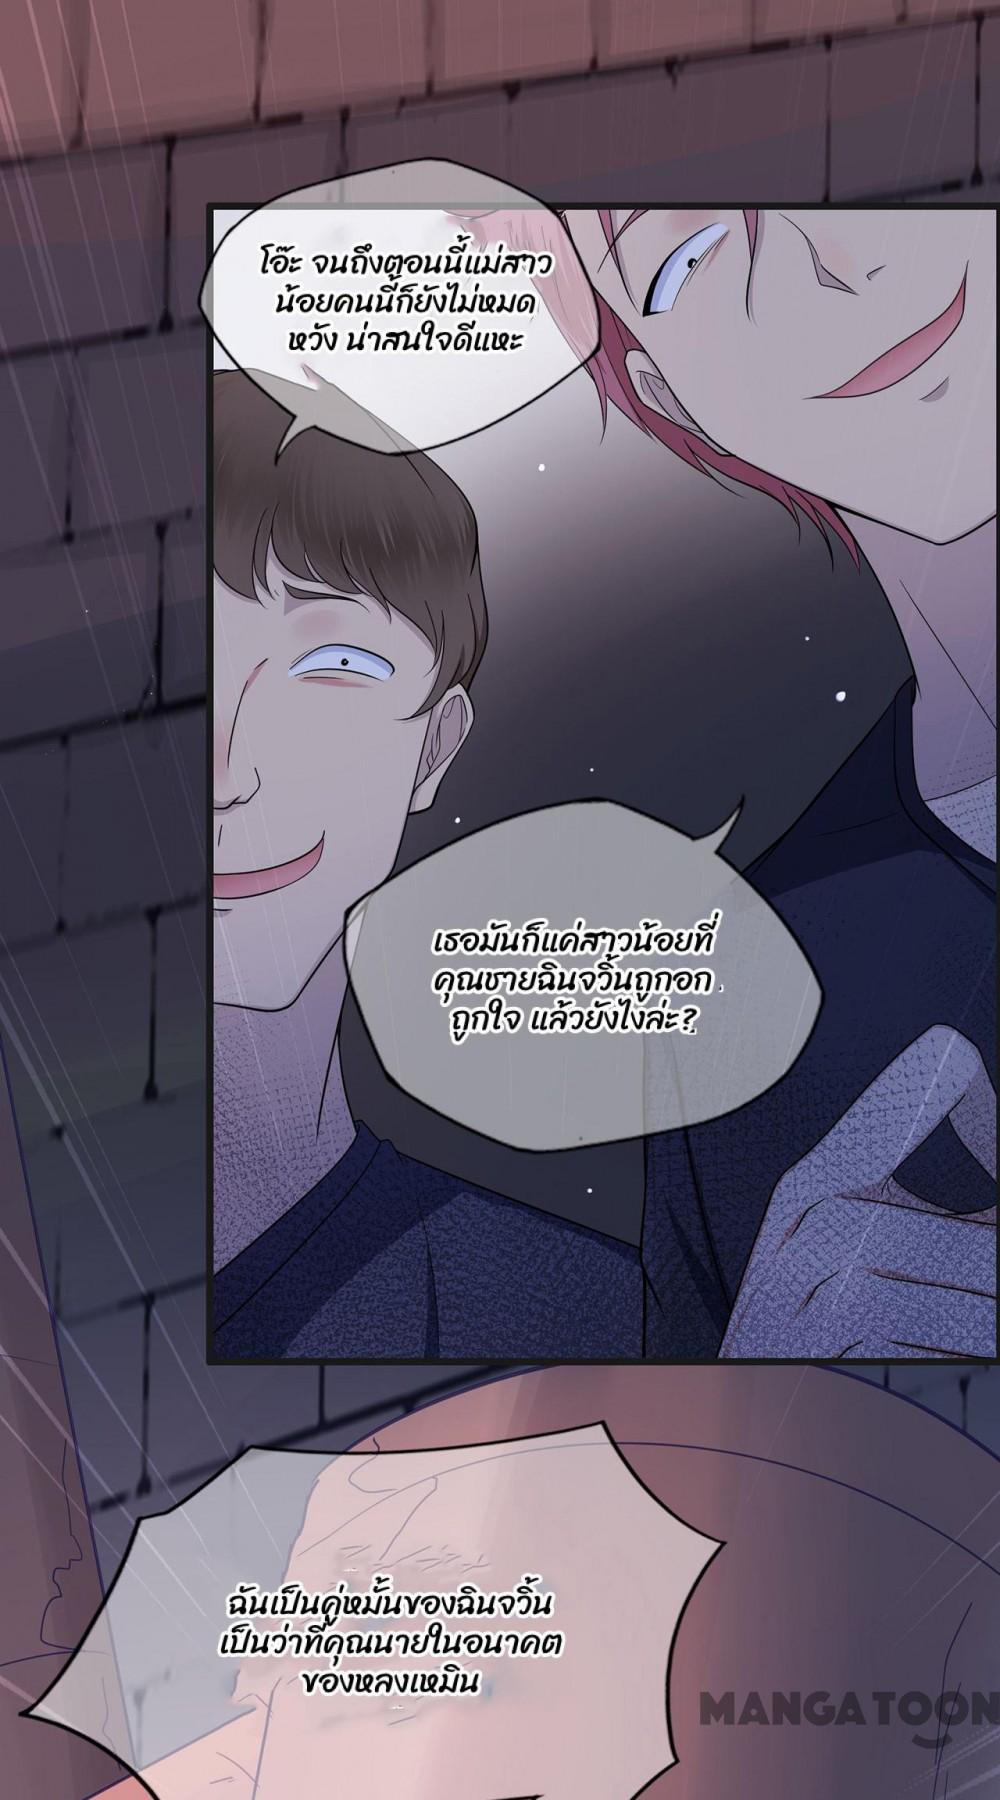 โอ๊ะ จนถึงตอนนี้แม่สาว
น้อยคนนี้ก็ยังไม่หมด
หวัง น่าสนใจดีแหะ
เธอมันก็แค่สาวน้อยที่
คุณชายฉินจวิ้นถูกอก
ถูกใจ แล้วยังไงล่ะ?
ฉันเป็นคู่หมั้นของฉินจวิ้น
เป็นว่าที่คุณนายในอนาคต
ของหลงเหมิน
MANGATOON